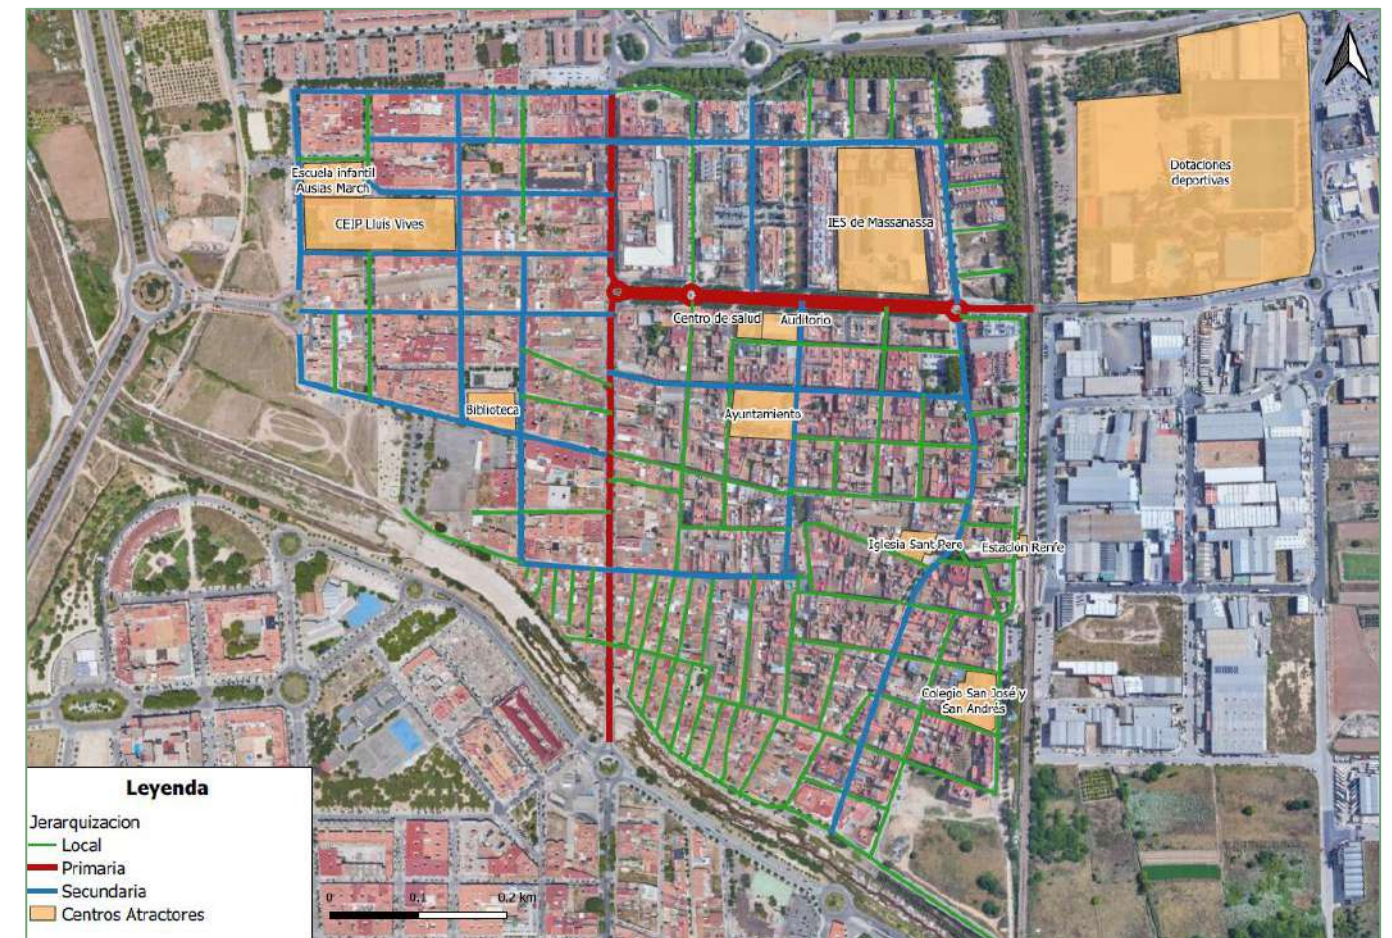 Dotaciones
deportivas
Escuela infantil
Ausias March
CEIP Lluis Vives
IES de Massanassa
Centro de salud
Auditorio
Biblioteca
Ayuntamiento
Iglesia Sant Pere
Estación Renfe
Colegio San José y
San Andrés
Leyenda
Jerarquizacion
Local
Primaria
Secundaria
Centros Atractores
0 0.1 0.2 km